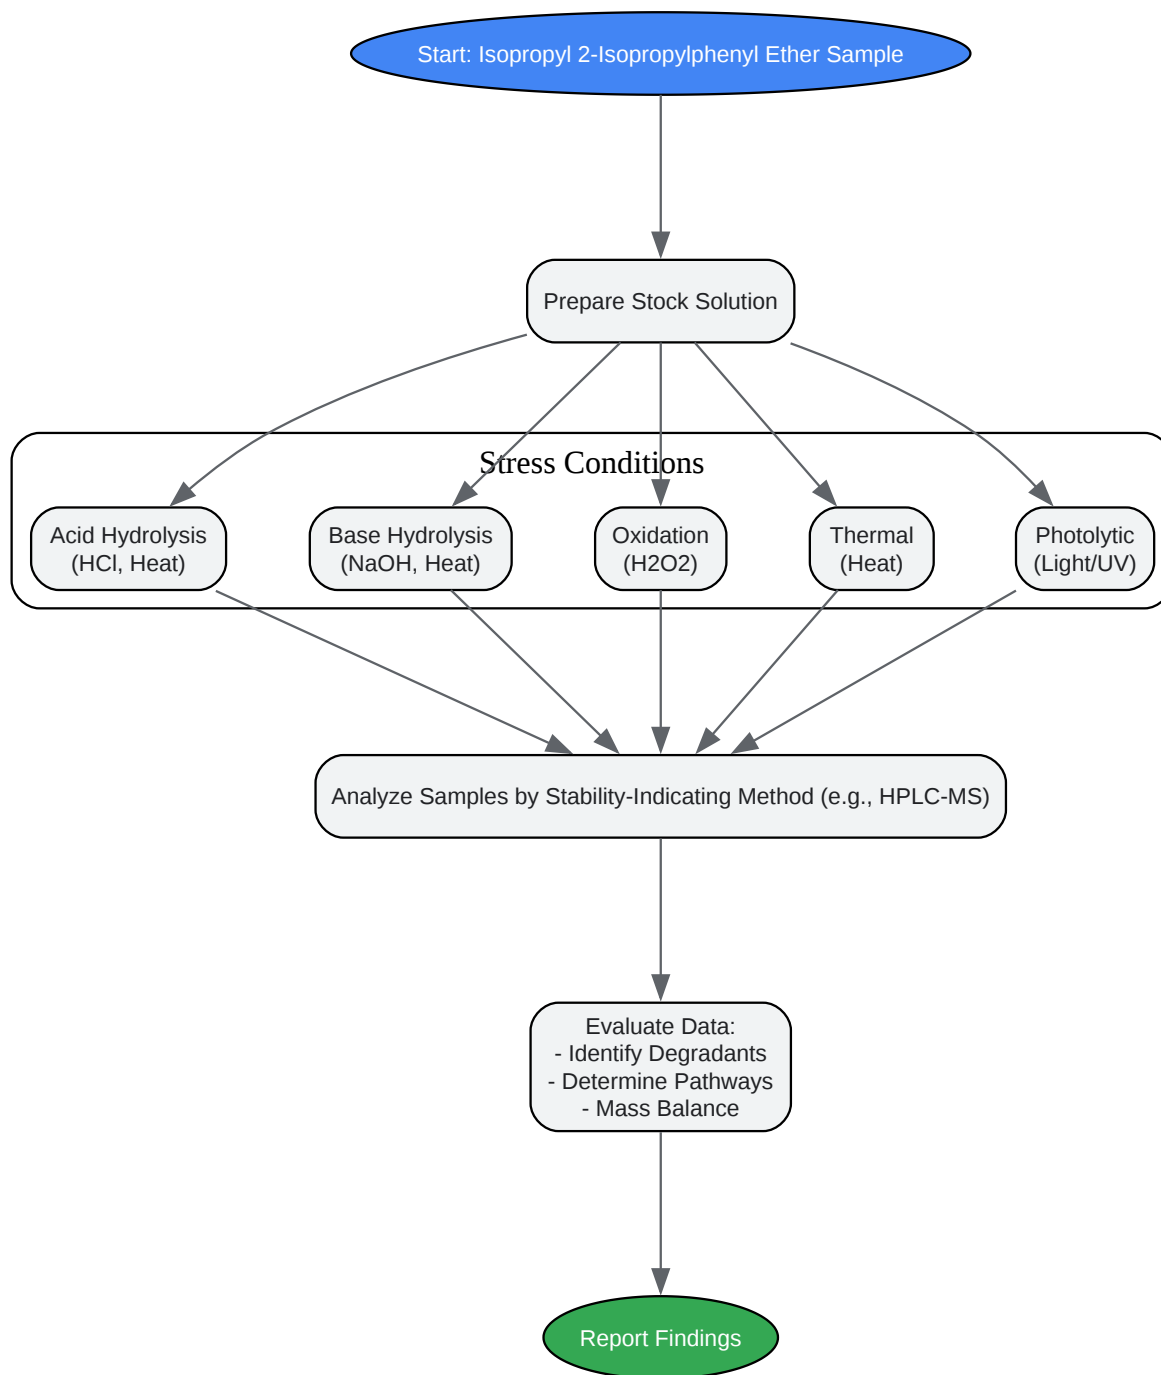 Start: Isopropyl 2-Isopropylphenyl Ether Sample
Prepare Stock Solution
Stress Conditions
Acid Hydrolysis
(HCl, Heat)
Base Hydrolysis
(NaOH, Heat)
Oxidation
(H2O2)
Thermal
(Heat)
Photolytic
(Light/UV)
Analyze Samples by Stability-Indicating Method (e.g., HPLC-MS)
Evaluate Data:
- Identify Degradants
- Determine Pathways
- Mass Balance
Report Findings